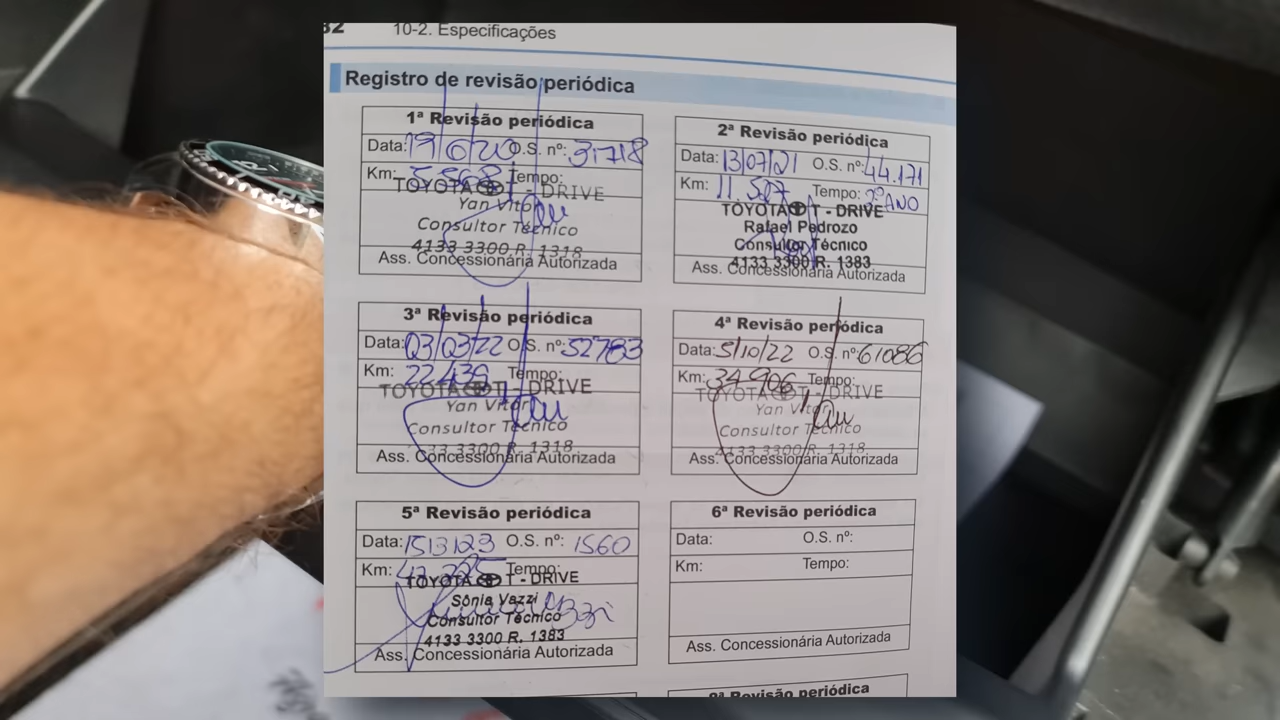 10-2. Especificações
Registro de revisão periódica
1ª Revisão periódica
Data: 19/6/20 O.S. nº: 31718
Km: 5.568 Tempo:
TOYOTA T - DRIVE
Yan Vitor
Consultor Técnico
4133 3300 R. 1318
Ass. Concessionária Autorizada
2ª Revisão periódica
Data: 13/07/21 O.S. nº: 44.171
Km: 11.507 Tempo: 2º ANO
TOYOTA T - DRIVE
Rafael Pedrozo
Consultor Técnico
4133 3300 R. 1383
Ass. Concessionária Autorizada
3ª Revisão periódica
Data: 03/03/22 O.S. nº: 52783
Km: 22.439 Tempo:
TOYOTA T - DRIVE
Yan Vitor
Consultor Técnico
4133 3300 R. 1318
Ass. Concessionária Autorizada
4ª Revisão periódica
Data: 5/10/22 O.S. nº 61086
Km: 34.906 Tempo:
TOYOTA T - DRIVE
Yan Vitor
Consultor Técnico
4133 3300 R. 1318
Ass. Concessionária Autorizada
5ª Revisão periódica
Data: 15/3/23 O.S. nº: 1560
Km: Tempo:
TOYOTA T - DRIVE
Sônia Vazzi
Consultor Técnico
4133 3300 R. 1383
Ass. Concessionária Autorizada
6ª Revisão periódica
Data: O.S. nº:
Km: Tempo:
Ass. Concessionária Autorizada
8ª Revisão periódica